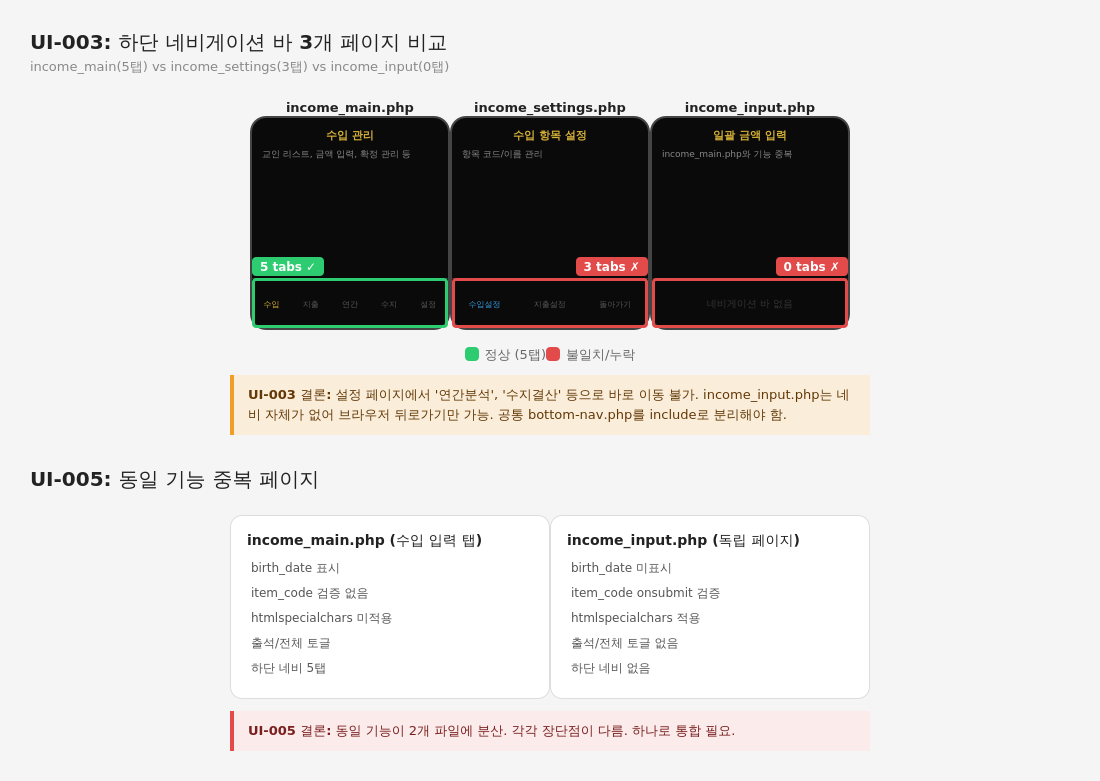 UI-003: 하단 네비게이션 바 3개 페이지 비교
income_main(5탭) vs income_settings(3탭) vs income_input(0탭)
income_main.php
income_settings.php
income_input.php
수입 관리
교인 리스트, 금액 입력, 확정 관리 등
수입 항목 설정
항목 코드/이름 관리
일괄 금액 입력
income_main.php와 기능 중복
5 tabs ✓
3 tabs ✗
0 tabs ✗
수입 지출 연간 수지 설정
수입설정 지출설정 돌아가기
네비게이션 바 없음
정상 (5탭) 불일치/누락
UI-003 결론: 설정 페이지에서 '연간분석', '수지결산' 등으로 바로 이동 불가. income_input.php는 네
비 자체가 없어 브라우저 뒤로가기만 가능. 공통 bottom-nav.php를 include로 분리해야 함.
UI-005: 동일 기능 중복 페이지
income_main.php (수입 입력 탭)
birth_date 표시
item_code 검증 없음
htmlspecialchars 미적용
출석/전체 토글
하단 네비 5탭
income_input.php (독립 페이지)
birth_date 미표시
item_code onsubmit 검증
htmlspecialchars 적용
출석/전체 토글 없음
하단 네비 없음
UI-005 결론: 동일 기능이 2개 파일에 분산. 각각 장단점이 다름. 하나로 통합 필요.